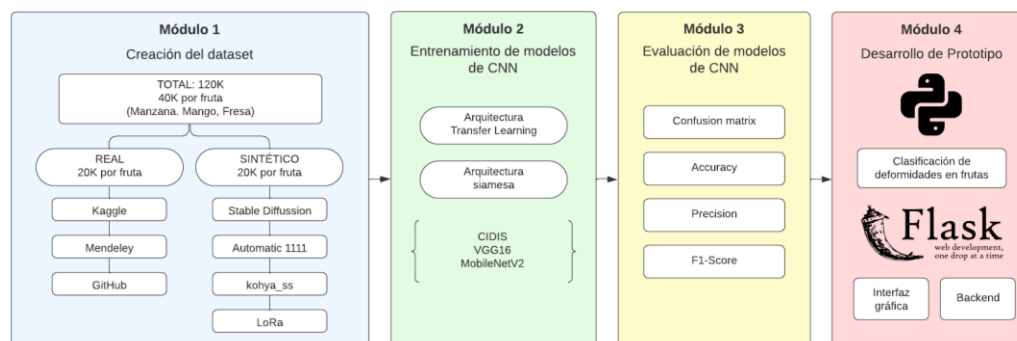 Módulo 1
Creación del dataset
TOTAL: 120K
40K por fruta
(Manzana. Mango, Fresa)
REAL
20K por fruta
Kaggle
Mendeley
GitHub
SINTÉTICO
20K por fruta
Stable Diffussion
Automatic 1111
kohya_ss
LoRa
Módulo 2
Entrenamiento de modelos
de CNN
Arquitectura
Transfer Learning
Arquitectura
siamesa
CIDIS
VGG16
MobileNetV2
Módulo 3
Evaluación de modelos
de CNN
Confusion matrix
Accuracy
Precision
F1-Score
Módulo 4
Desarrollo de Prototipo
Clasificación de
deformidades en frutas
Flask
web development,
one drop at a time
Interfaz
gráfica
Backend